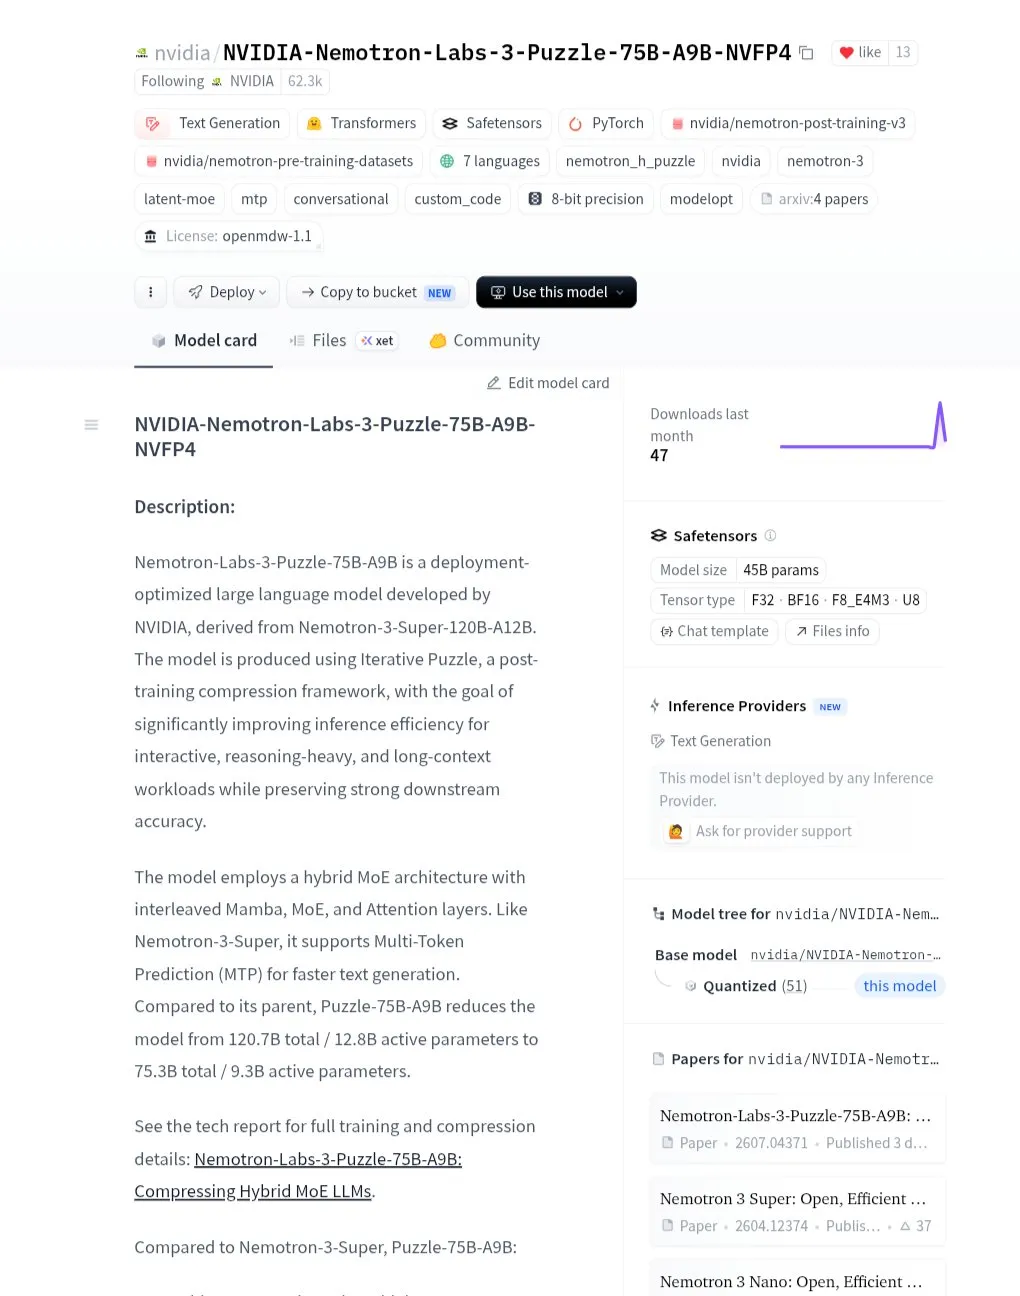 nvidia/NVIDIA-Nemotron-Labs-3-Puzzle-75B-A9B-NVFP4 like 13
Following NVIDIA 62.3k
Text Generation Transformers Safetensors PyTorch nvidia/nemotron-post-training-v3
nvidia/nemotron-pre-training-datasets 7 languages nemotron_h_puzzle nvidia nemotron-3
latent-moe mtp conversational custom_code 8-bit precision modelopt arxiv:4 papers
License: openmdw-1.1
Deploy Copy to bucket NEW Use this model
Model card Files xet Community
Edit model card
NVIDIA-Nemotron-Labs-3-Puzzle-75B-A9B-
NVFP4
Description:
Nemotron-Labs-3-Puzzle-75B-A9B is a deployment-
optimized large language model developed by
NVIDIA, derived from Nemotron-3-Super-120B-A12B.
The model is produced using Iterative Puzzle, a post-
training compression framework, with the goal of
significantly improving inference efficiency for
interactive, reasoning-heavy, and long-context
workloads while preserving strong downstream
accuracy.
The model employs a hybrid MoE architecture with
interleaved Mamba, MoE, and Attention layers. Like
Nemotron-3-Super, it supports Multi-Token
Prediction (MTP) for faster text generation.
Compared to its parent, Puzzle-75B-A9B reduces the
model from 120.7B total / 12.8B active parameters to
75.3B total / 9.3B active parameters.
See the tech report for full training and compression
details: Nemotron-Labs-3-Puzzle-75B-A9B:
Compressing Hybrid MoE LLMs.
Compared to Nemotron-3-Super, Puzzle-75B-A9B:
Downloads last
month
47
Safetensors
Model size 45B params
Tensor type F32 · BF16 · F8_E4M3 · U8
Chat template Files info
Inference Providers NEW
Text Generation
This model isn't deployed by any Inference
Provider.
Ask for provider support
Model tree for nvidia/NVIDIA-Nem…
Base model nvidia/NVIDIA-Nemotron-…
Quantized (51) this model
Papers for nvidia/NVIDIA-Nemotr…
Nemotron-Labs-3-Puzzle-75B-A9B: …
Paper • 2607.04371 • Published 3 d…
Nemotron 3 Super: Open, Efficient …
Paper • 2604.12374 • Publis… • 37
Nemotron 3 Nano: Open, Efficient …